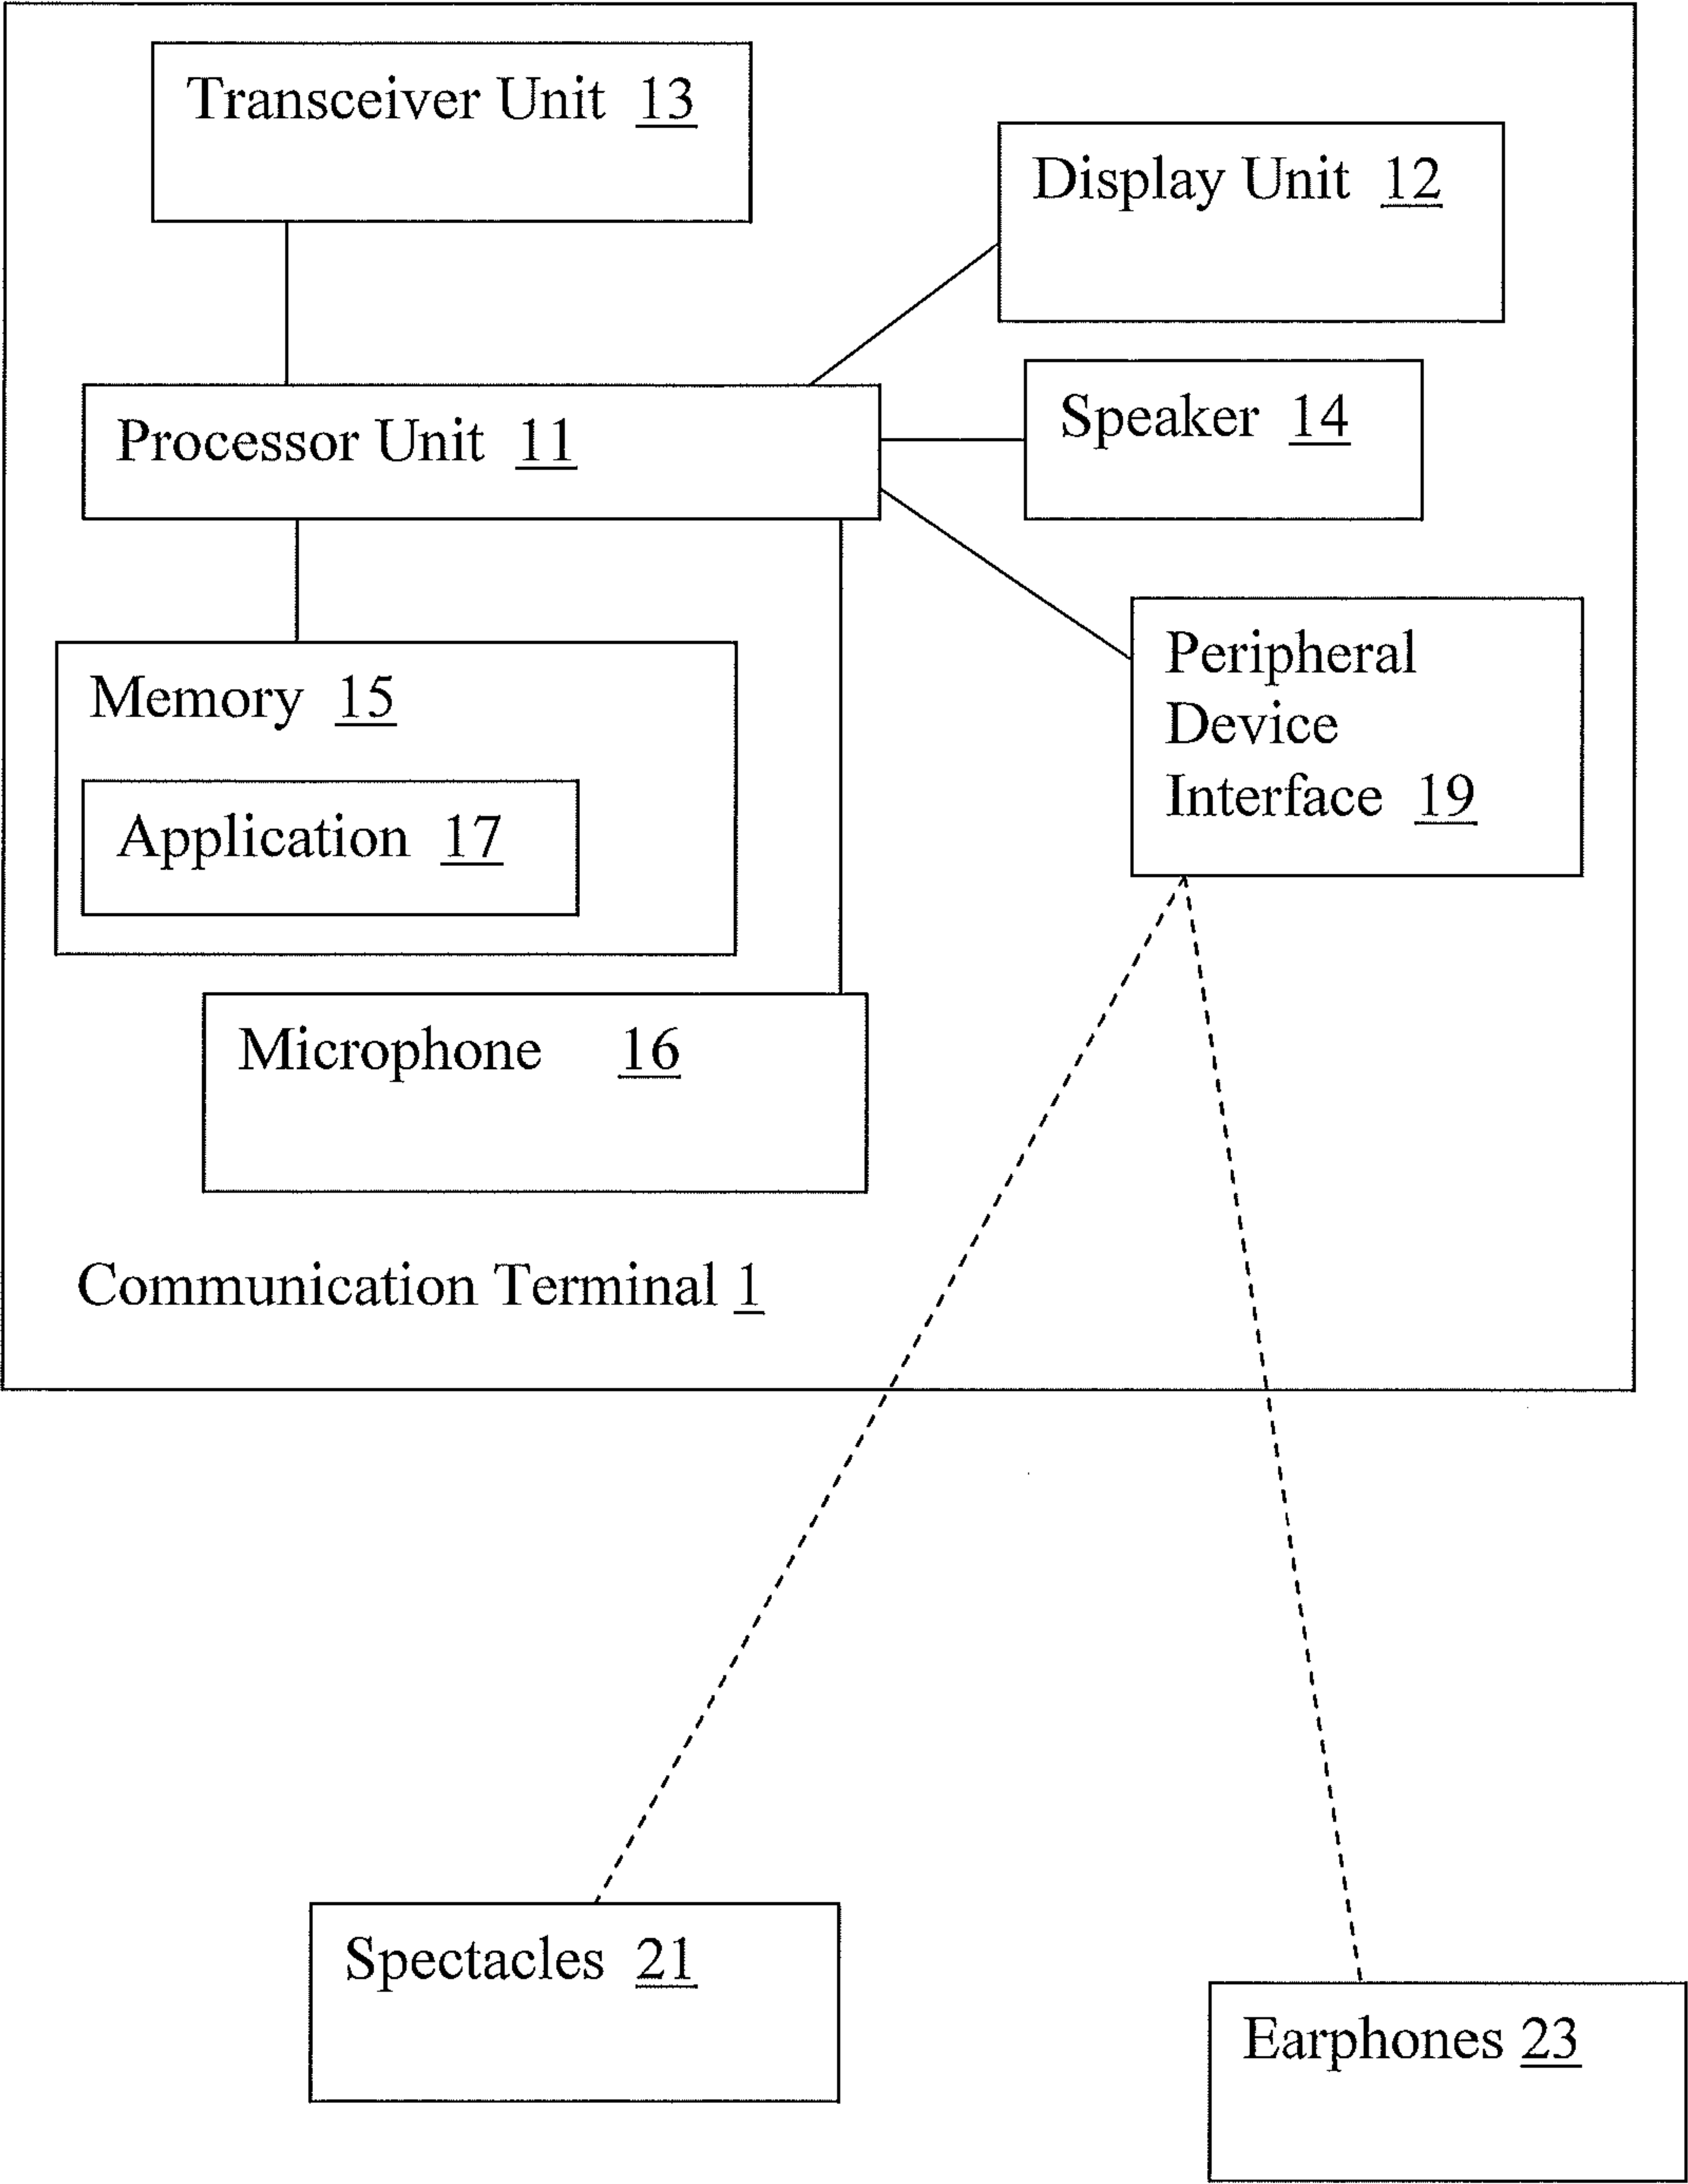 Transceiver Unit 13
Display Unit 12
Processor Unit 11
Speaker 14
Peripheral
Device
Interface 19
Memory 15
Application 17
Microphone 16
Communication Terminal 1
Spectacles 21
Earphones 23